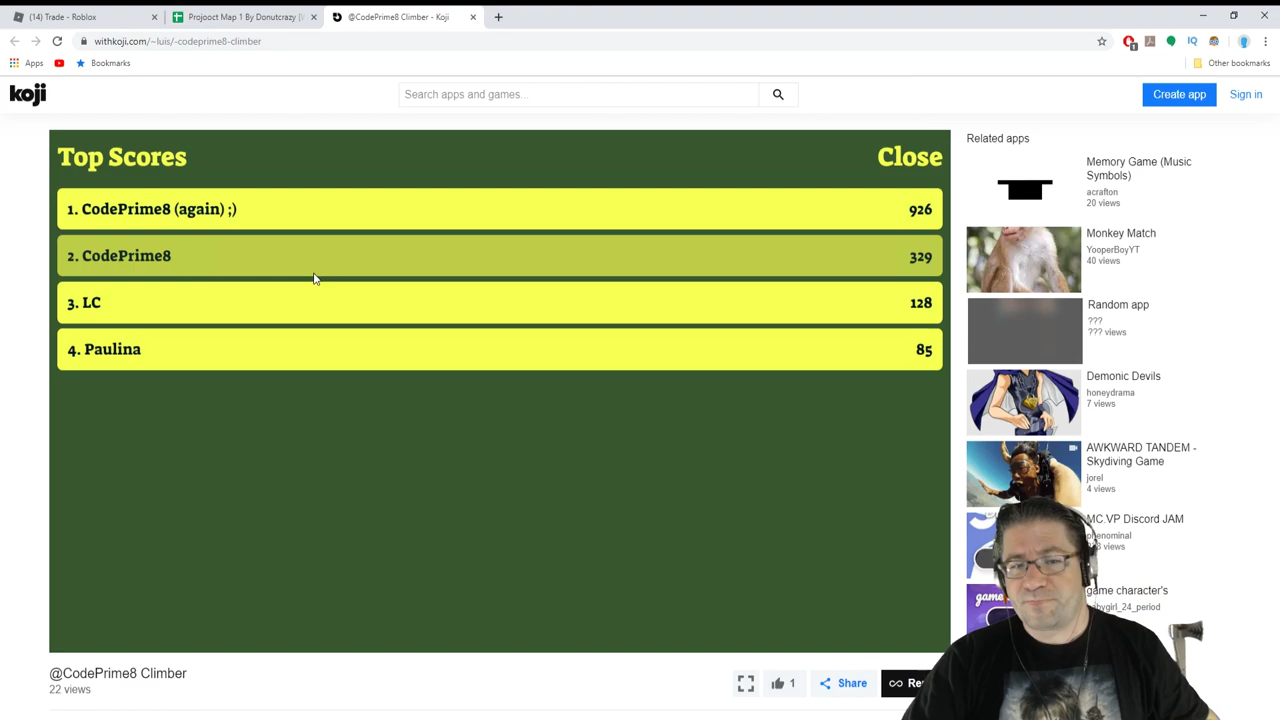 (14) Trade - Roblox
Projooct Map 1 By Donutcrazy
@CodePrime8 Climber - Koji
withkoji.com/~luis/-codeprime8-climber
Apps
Bookmarks
Other bookmarks
koji
Search apps and games...
Create app
Sign in
Top Scores
Close
1. CodePrime8 (again) ;) 926
2. CodePrime8 329
3. LC 128
4. Paulina 85
Related apps
Memory Game (Music
Symbols)
acrafton
20 views
Monkey Match
YooperBoyYT
40 views
Random app
???
??? views
Demonic Devils
honeydrama
7 views
AWKWARD TANDEM -
Skydiving Game
jorel
4 views
MC.VP Discord JAM
views
game character's
@CodePrime8 Climber
22 views
1
Share